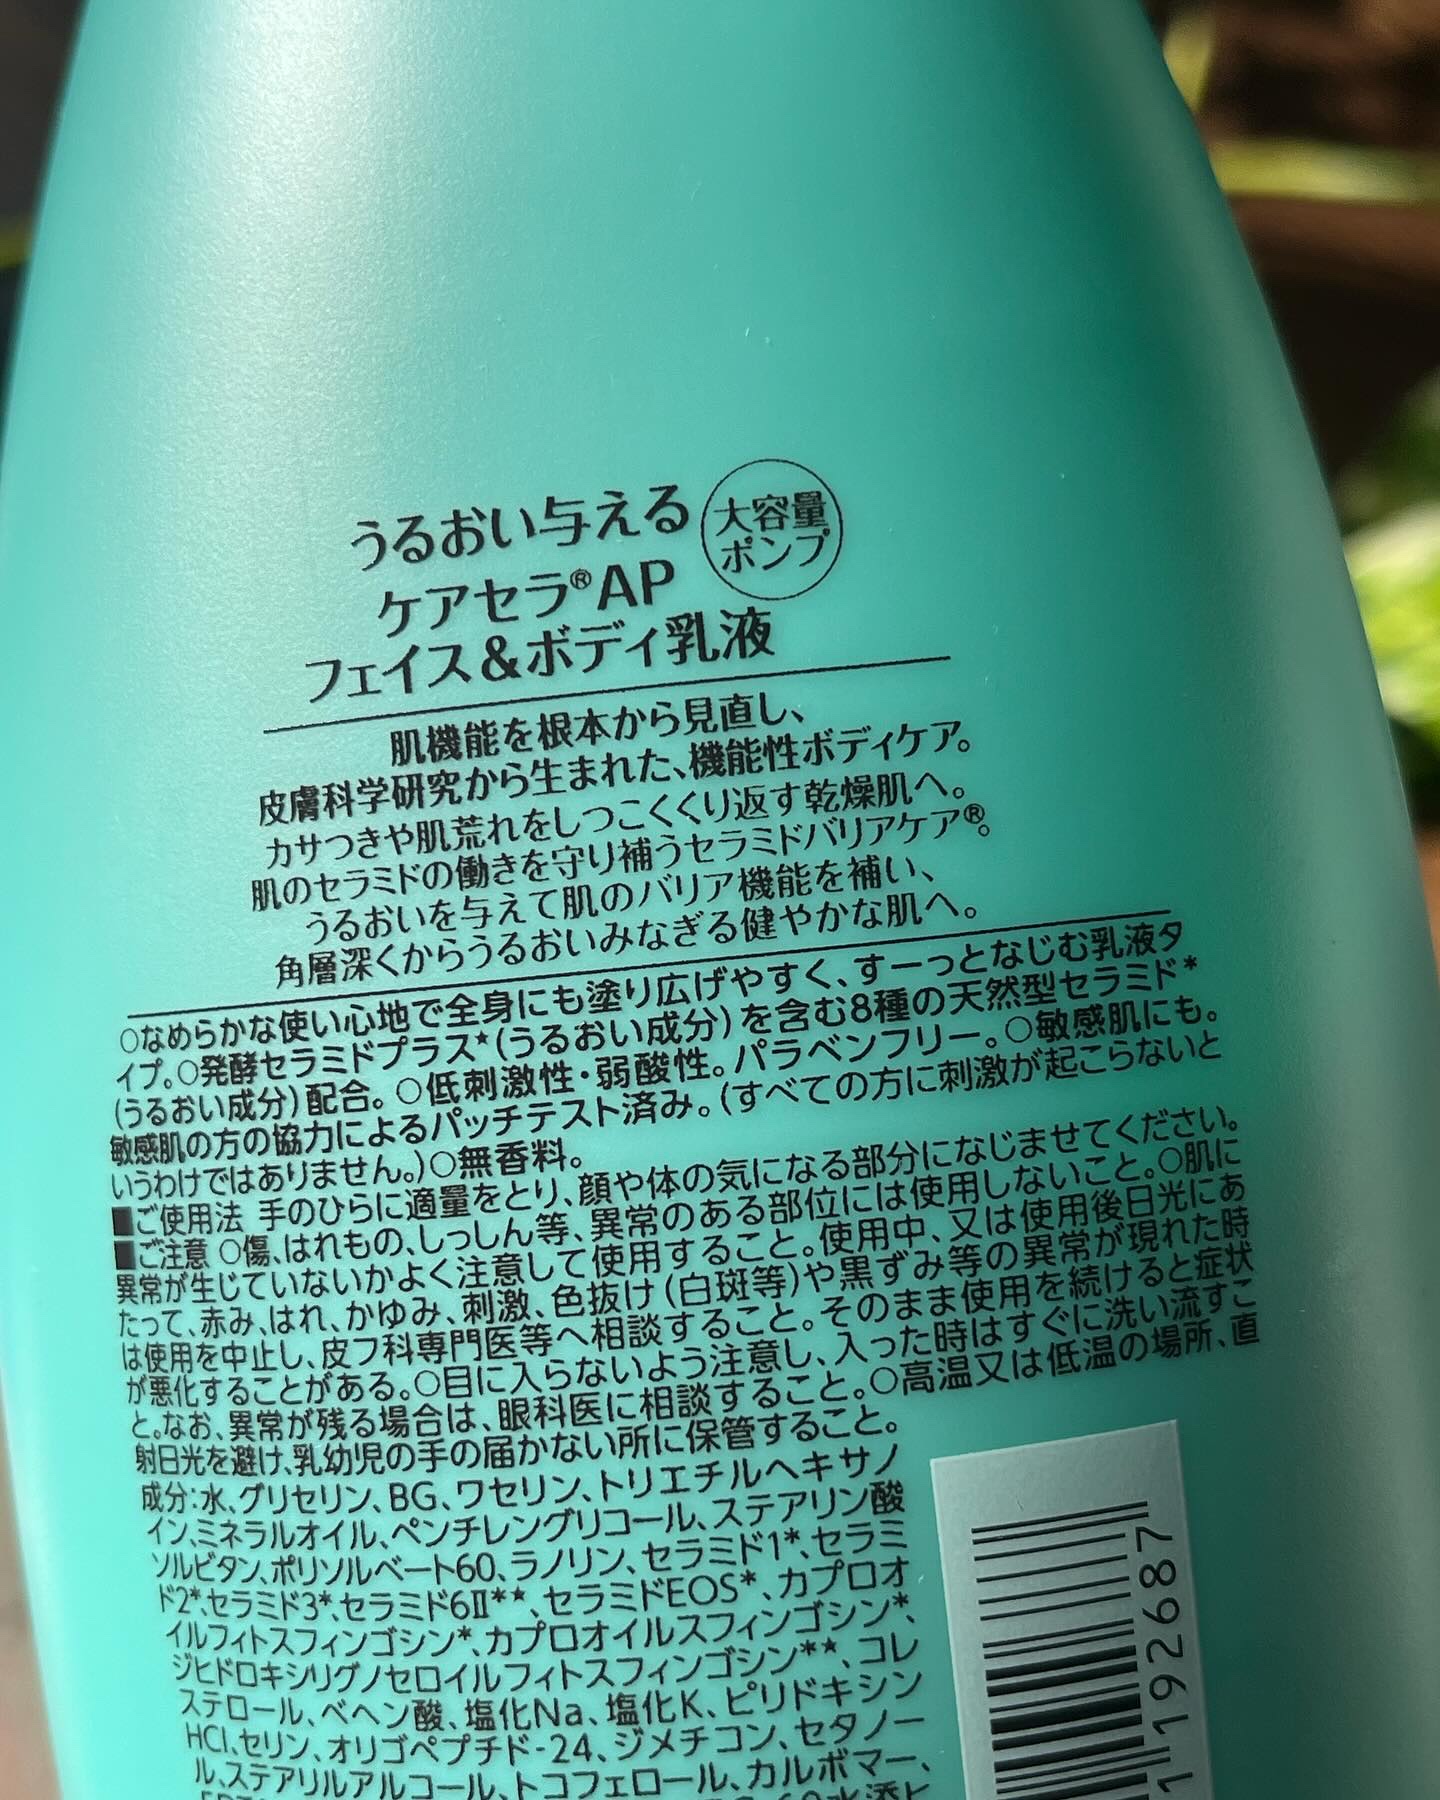 うるおい与える
大容量
ポンプ
ケアセラ®AP
フェイス&ボディ乳液
肌機能を根本から見直し、
皮膚科学研究から生まれた、機能性ボディケア。
カサつきや肌荒れをしつこくくり返す乾燥肌へ。
肌のセラミドの働きを守り補うセラミドバリアケア®。
うるおいを与えて肌のバリア機能を補い、
角層深くからうるおいみなぎる健やかな肌へ。
○なめらかな使い心地で全身にも塗り広げやすく、すーっとなじむ乳液タ
イプ。○発酵セラミドプラス★(うるおい成分)を含む8種の天然型セラミド*
(うるおい成分)配合。○低刺激性・弱酸性。パラベンフリー。○敏感肌にも。
敏感肌の方の協力によるパッチテスト済み。(すべての方に刺激が起こらないと
いうわけではありません。)○無香料。
■ご使用法 手のひらに適量をとり、顔や体の気になる部分になじませてください。
■ご注意 ○傷、はれもの、しっしん等、異常のある部位には使用しないこと。○肌に
異常が生じていないかよく注意して使用すること。使用中、又は使用後日光にあ
たって、赤み、はれ、かゆみ、刺激、色抜け(白斑等)や黒ずみ等の異常が現れた時
は使用を中止し、皮フ科専門医等へ相談すること。そのまま使用を続けると症状
が悪化することがある。○目に入らないよう注意し、入った時はすぐに洗い流すこ
と。なお、異常が残る場合は、眼科医に相談すること。○高温又は低温の場所、直
射日光を避け、乳幼児の手の届かない所に保管すること。
成分:水、グリセリン、BG、ワセリン、トリエチルヘキサノ
イン、ミネラルオイル、ペンチレングリコール、ステアリン酸
ソルビタン、ポリソルベート60、ラノリン、セラミド1*、セラミ
ド2*、セラミド3*、セラミド6Ⅱ*★、セラミドEOS*、カプロオ
イルフィトスフィンゴシン*、カプロオイルスフィンゴシン*、
ジヒドロキシリグノセロイルフィトスフィンゴシン*★、コレ
ステロール、ベヘン酸、塩化Na、塩化K、ピリドキシン
HCl、セリン、オリゴペプチド-24、ジメチコン、セタノー
ル、ステアリルアルコール、トコフェロール、カルボマー、
1192687